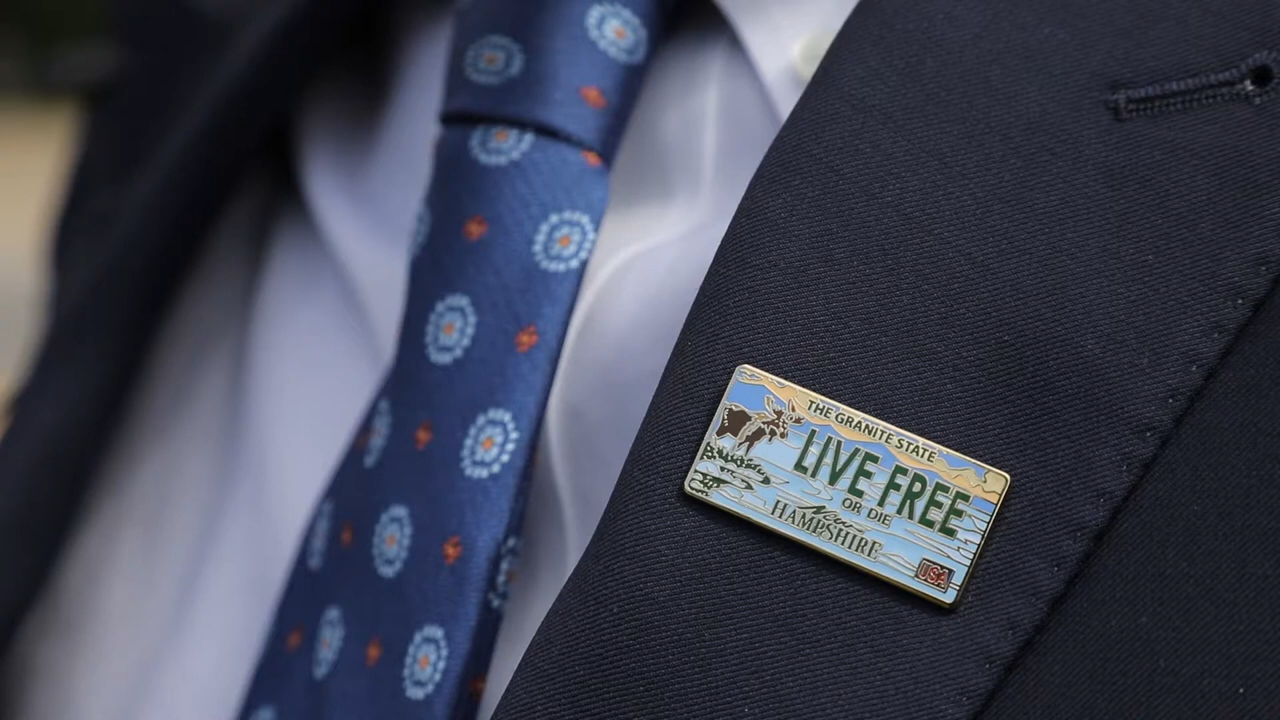 THE GRANITE STATE
LIVE FREE
OR DIE
New
HAMPSHIRE
USA